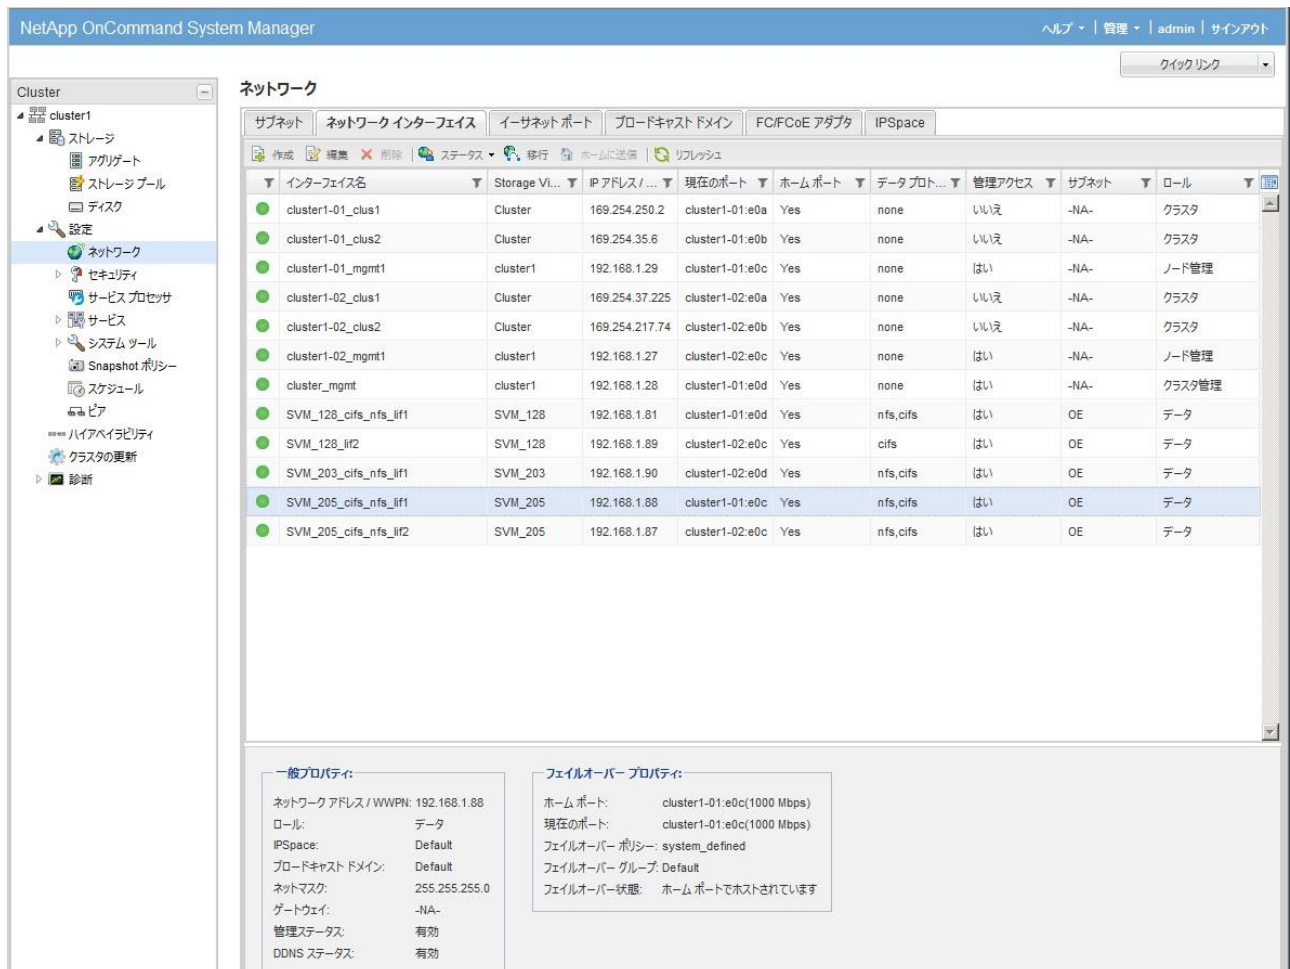 NetApp OnCommand System Manager
ヘルプ | 管理 | admin | サインアウト
クイック リンク
Cluster
cluster1
ストレージ
アグリゲート
ストレージ プール
ディスク
設定
ネットワーク
セキュリティ
サービス プロセッサ
サービス
システム ツール
Snapshot ポリシー
スケジュール
ピア
ハイアベイラビリティ
クラスタの更新
診断
ネットワーク
サブネット ネットワーク インターフェイス イーサネット ポート ブロードキャスト ドメイン FC/FCoE アダプタ IPSpace
作成 編集 削除 ステータス 移行 ホームに送信 リフレッシュ
インターフェイス名 Storage Vi... IP アドレス / ... 現在のポート ホーム ポート データ プロト... 管理アクセス サブネット ロール
cluster1-01_clus1 Cluster 169.254.250.2 cluster1-01:e0a Yes none いいえ -NA- クラスタ
cluster1-01_clus2 Cluster 169.254.35.6 cluster1-01:e0b Yes none いいえ -NA- クラスタ
cluster1-01_mgmt1 cluster1 192.168.1.29 cluster1-01:e0c Yes none はい -NA- ノード管理
cluster1-02_clus1 Cluster 169.254.37.225 cluster1-02:e0a Yes none いいえ -NA- クラスタ
cluster1-02_clus2 Cluster 169.254.217.74 cluster1-02:e0b Yes none いいえ -NA- クラスタ
cluster1-02_mgmt1 cluster1 192.168.1.27 cluster1-02:e0c Yes none はい -NA- ノード管理
cluster_mgmt cluster1 192.168.1.28 cluster1-01:e0d Yes none はい -NA- クラスタ管理
SVM_128_cifs_nfs_lif1 SVM_128 192.168.1.81 cluster1-01:e0d Yes nfs,cifs はい OE データ
SVM_128_lif2 SVM_128 192.168.1.89 cluster1-02:e0c Yes cifs はい OE データ
SVM_203_cifs_nfs_lif1 SVM_203 192.168.1.90 cluster1-02:e0d Yes nfs,cifs はい OE データ
SVM_205_cifs_nfs_lif1 SVM_205 192.168.1.88 cluster1-01:e0c Yes nfs,cifs はい OE データ
SVM_205_cifs_nfs_lif2 SVM_205 192.168.1.87 cluster1-02:e0c Yes nfs,cifs はい OE データ
一般プロパティ:
ネットワーク アドレス / WWPN: 192.168.1.88
ロール: データ
IPSpace: Default
ブロードキャスト ドメイン: Default
ネットマスク: 255.255.255.0
ゲートウェイ: -NA-
管理ステータス: 有効
DDNS ステータス: 有効
フェイルオーバー プロパティ:
ホーム ポート: cluster1-01:e0c(1000 Mbps)
現在のポート: cluster1-01:e0c(1000 Mbps)
フェイルオーバー ポリシー: system_defined
フェイルオーバー グループ: Default
フェイルオーバー状態: ホーム ポートでホストされています